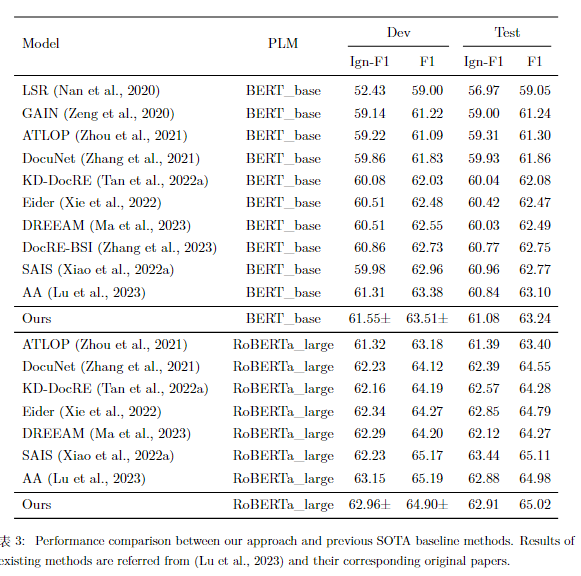 Model PLM Dev Test
Ign-F1 F1 Ign-F1 F1
LSR (Nan et al., 2020) BERT_base 52.43 59.00 56.97 59.05
GAIN (Zeng et al., 2020) BERT_base 59.14 61.22 59.00 61.24
ATLOP (Zhou et al., 2021) BERT_base 59.22 61.09 59.31 61.30
DocuNet (Zhang et al., 2021) BERT_base 59.86 61.83 59.93 61.86
KD-DocRE (Tan et al., 2022a) BERT_base 60.08 62.03 60.04 62.08
Eider (Xie et al., 2022) BERT_base 60.51 62.48 60.42 62.47
DREEAM (Ma et al., 2023) BERT_base 60.51 62.55 60.03 62.49
DocRE-BSI (Zhang et al., 2023) BERT_base 60.86 62.73 60.77 62.75
SAIS (Xiao et al., 2022a) BERT_base 59.98 62.96 60.96 62.77
AA (Lu et al., 2023) BERT_base 61.31 63.38 60.84 63.10
Ours BERT_base 61.55± 63.51± 61.08 63.24
ATLOP (Zhou et al., 2021) RoBERTa_large 61.32 63.18 61.39 63.40
DocuNet (Zhang et al., 2021) RoBERTa_large 62.23 64.12 62.39 64.55
KD-DocRE (Tan et al., 2022a) RoBERTa_large 62.16 64.19 62.57 64.28
Eider (Xie et al., 2022) RoBERTa_large 62.34 64.27 62.85 64.79
DREEAM (Ma et al., 2023) RoBERTa_large 62.29 64.20 62.12 64.27
SAIS (Xiao et al., 2022a) RoBERTa_large 62.23 65.17 63.44 65.11
AA (Lu et al., 2023) RoBERTa_large 63.15 65.19 62.88 64.98
Ours RoBERTa_large 62.96± 64.90± 62.91 65.02
表 3: Performance comparison between our approach and previous SOTA baseline methods. Results of
existing methods are referred from (Lu et al., 2023) and their corresponding original papers.